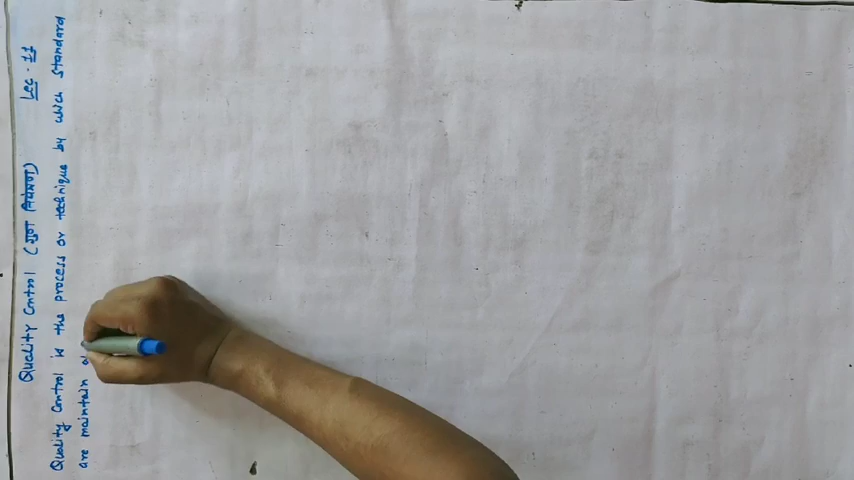 Quality Control (गुण नियंत्रण) Lec - 11
Quality Control is the process or technique by which standard
are maintain